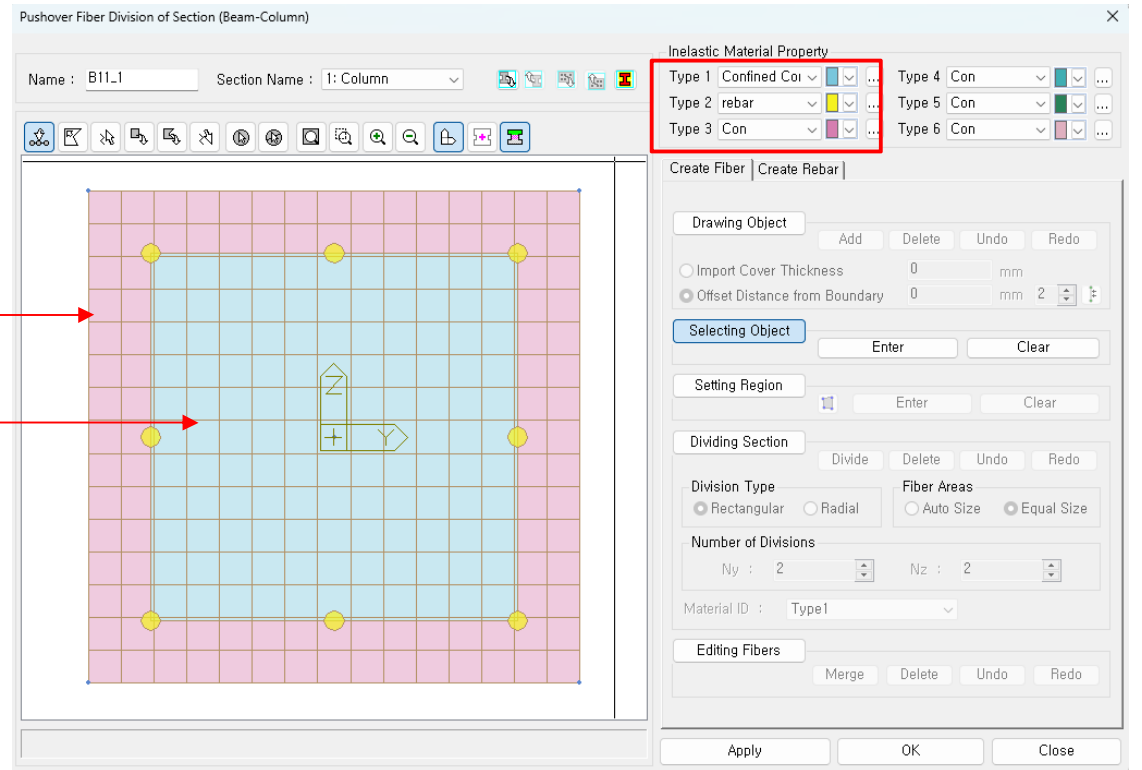 Pushover Fiber Division of Section (Beam-Column)
Name : B11_1 Section Name : 1: Column
Inelastic Material Property
Type 1 Confined Cor ... Type 4 Con ...
Type 2 rebar ... Type 5 Con ...
Type 3 Con ... Type 6 Con ...
Create Fiber Create Rebar
Drawing Object
Add Delete Undo Redo
Import Cover Thickness 0 mm
Offset Distance from Boundary 0 mm 2
Selecting Object
Enter Clear
Setting Region
Enter Clear
Dividing Section
Divide Delete Undo Redo
Division Type Fiber Areas
Rectangular Radial Auto Size Equal Size
Number of Divisions
Ny : 2 Nz : 2
Material ID : Type1
Editing Fibers
Merge Delete Undo Redo
Apply OK Close
Z
Y